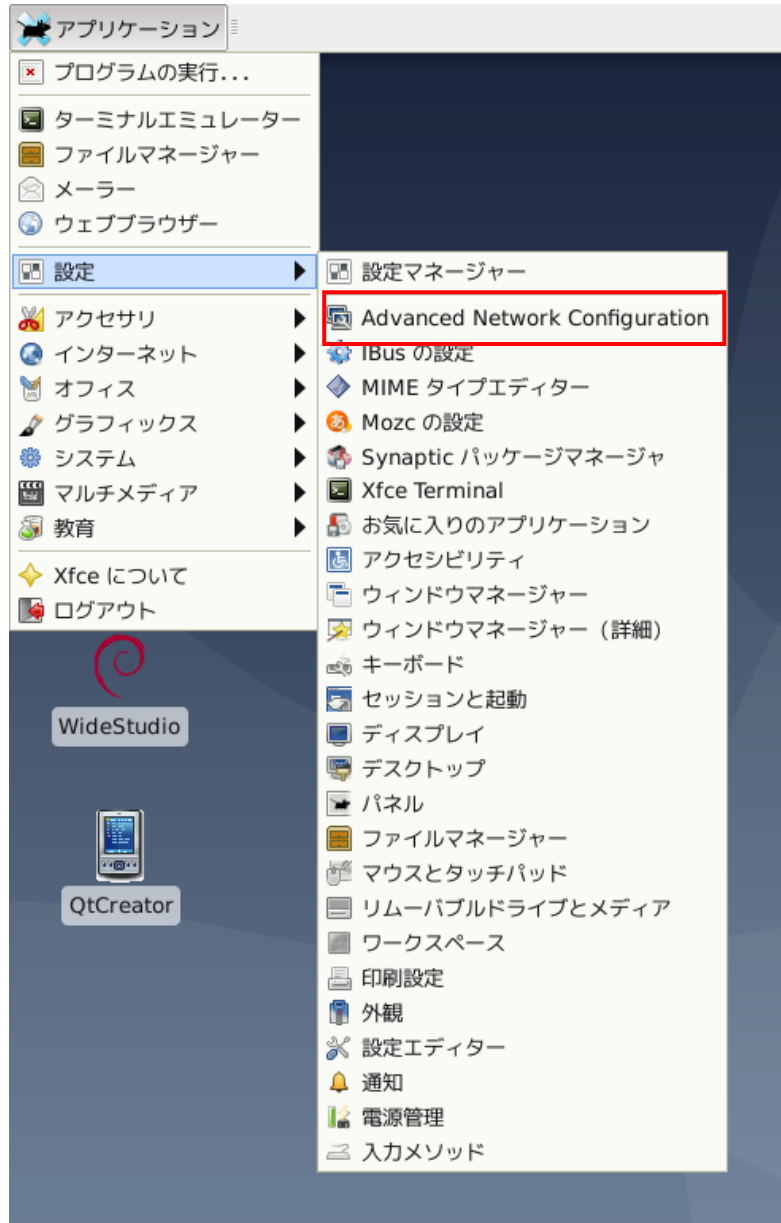 アプリケーション
プログラムの実行...
ターミナルエミュレーター
ファイルマネージャー
メーラー
ウェブブラウザー
設定
アクセサリ
インターネット
オフィス
グラフィックス
システム
マルチメディア
教育
Xfce について
ログアウト
設定マネージャー
Advanced Network Configuration
IBus の設定
MIME タイプエディター
Mozc の設定
Synaptic パッケージマネージャ
Xfce Terminal
お気に入りのアプリケーション
アクセシビリティ
ウィンドウマネージャー
ウィンドウマネージャー (詳細)
キーボード
セッションと起動
ディスプレイ
デスクトップ
パネル
ファイルマネージャー
マウスとタッチパッド
リムーバブルドライブとメディア
ワークスペース
印刷設定
外観
設定エディター
通知
電源管理
入力メソッド
WideStudio
QtCreator